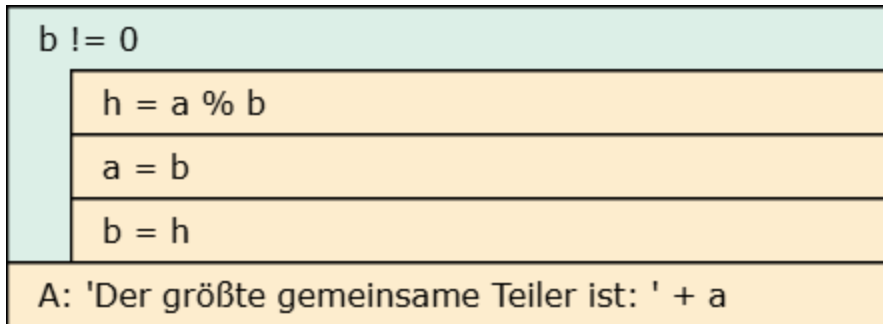 b != 0
h = a % b
a = b
b = h
A: 'Der größte gemeinsame Teiler ist: ' + a